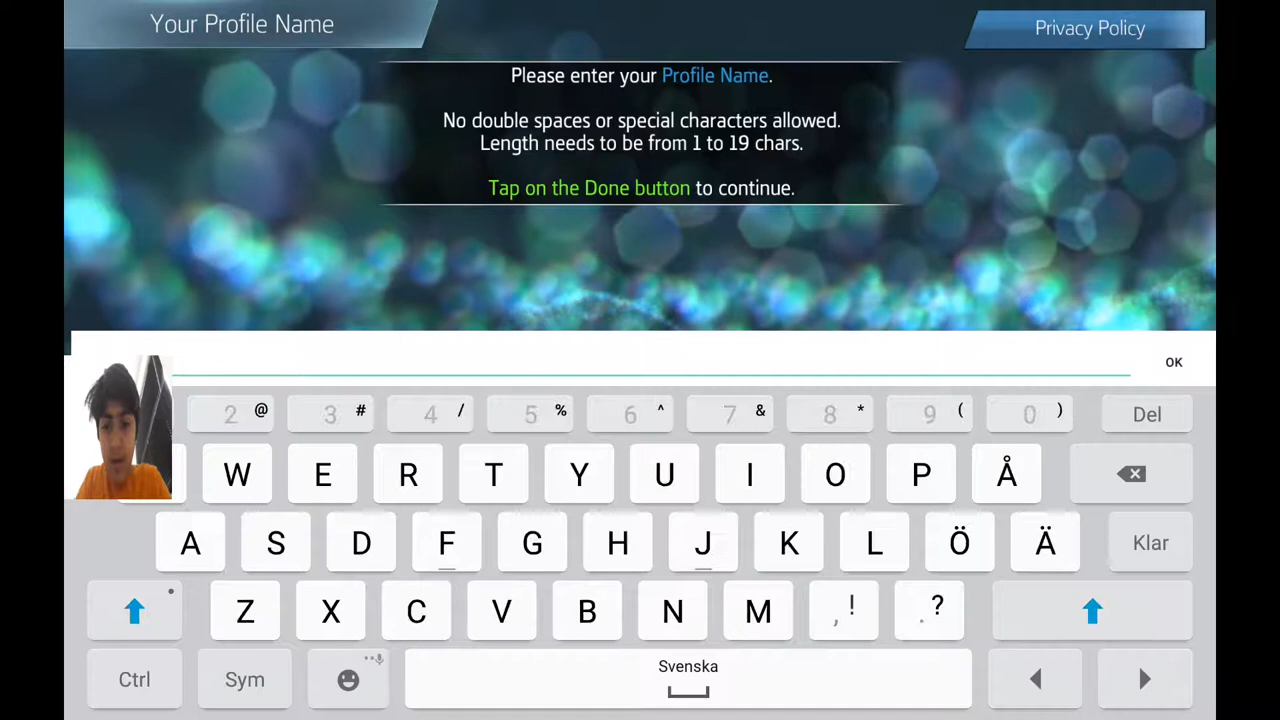 Your Profile Name
Privacy Policy
Please enter your Profile Name.
No double spaces or special characters allowed.
Length needs to be from 1 to 19 chars.
Tap on the Done button to continue.
OK
2 @ 3 # 4 / 5 % 6 ^ 7 & 8 * 9 ( 0 ) Del
W E R T Y U I O P Å
A S D F G H J K L Ö Ä Klar
Z X C V B N M , ! . ?
Ctrl Sym Svenska